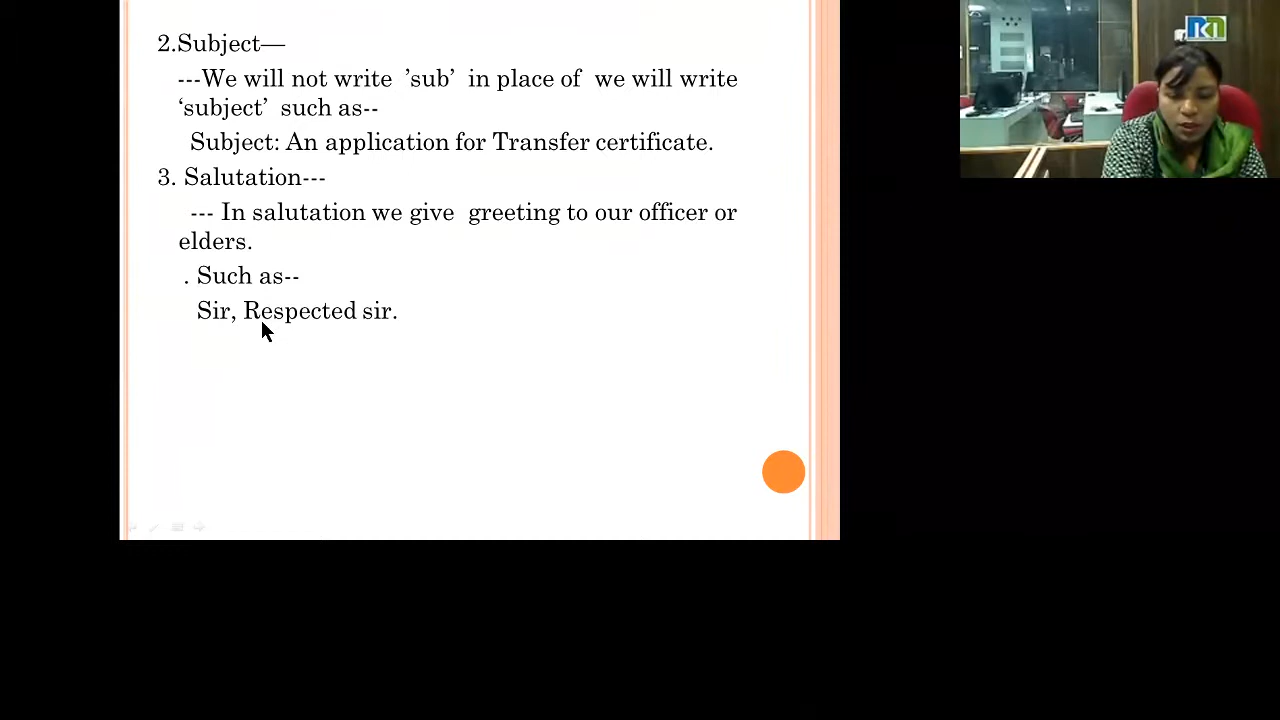 2.Subject—
---We will not write ’sub’ in place of we will write
‘subject’ such as--
Subject: An application for Transfer certificate.
3. Salutation---
--- In salutation we give greeting to our officer or
elders.
. Such as--
Sir, Respected sir.